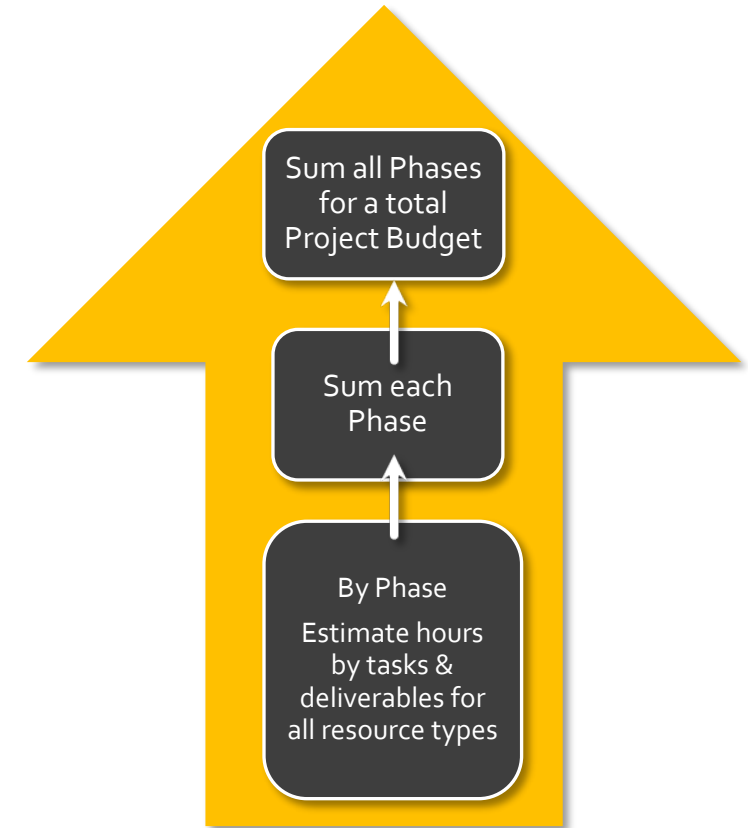 Sum all Phases
for a total
Project Budget
Sum each
Phase
By Phase
Estimate hours
by tasks &
deliverables for
all resource types